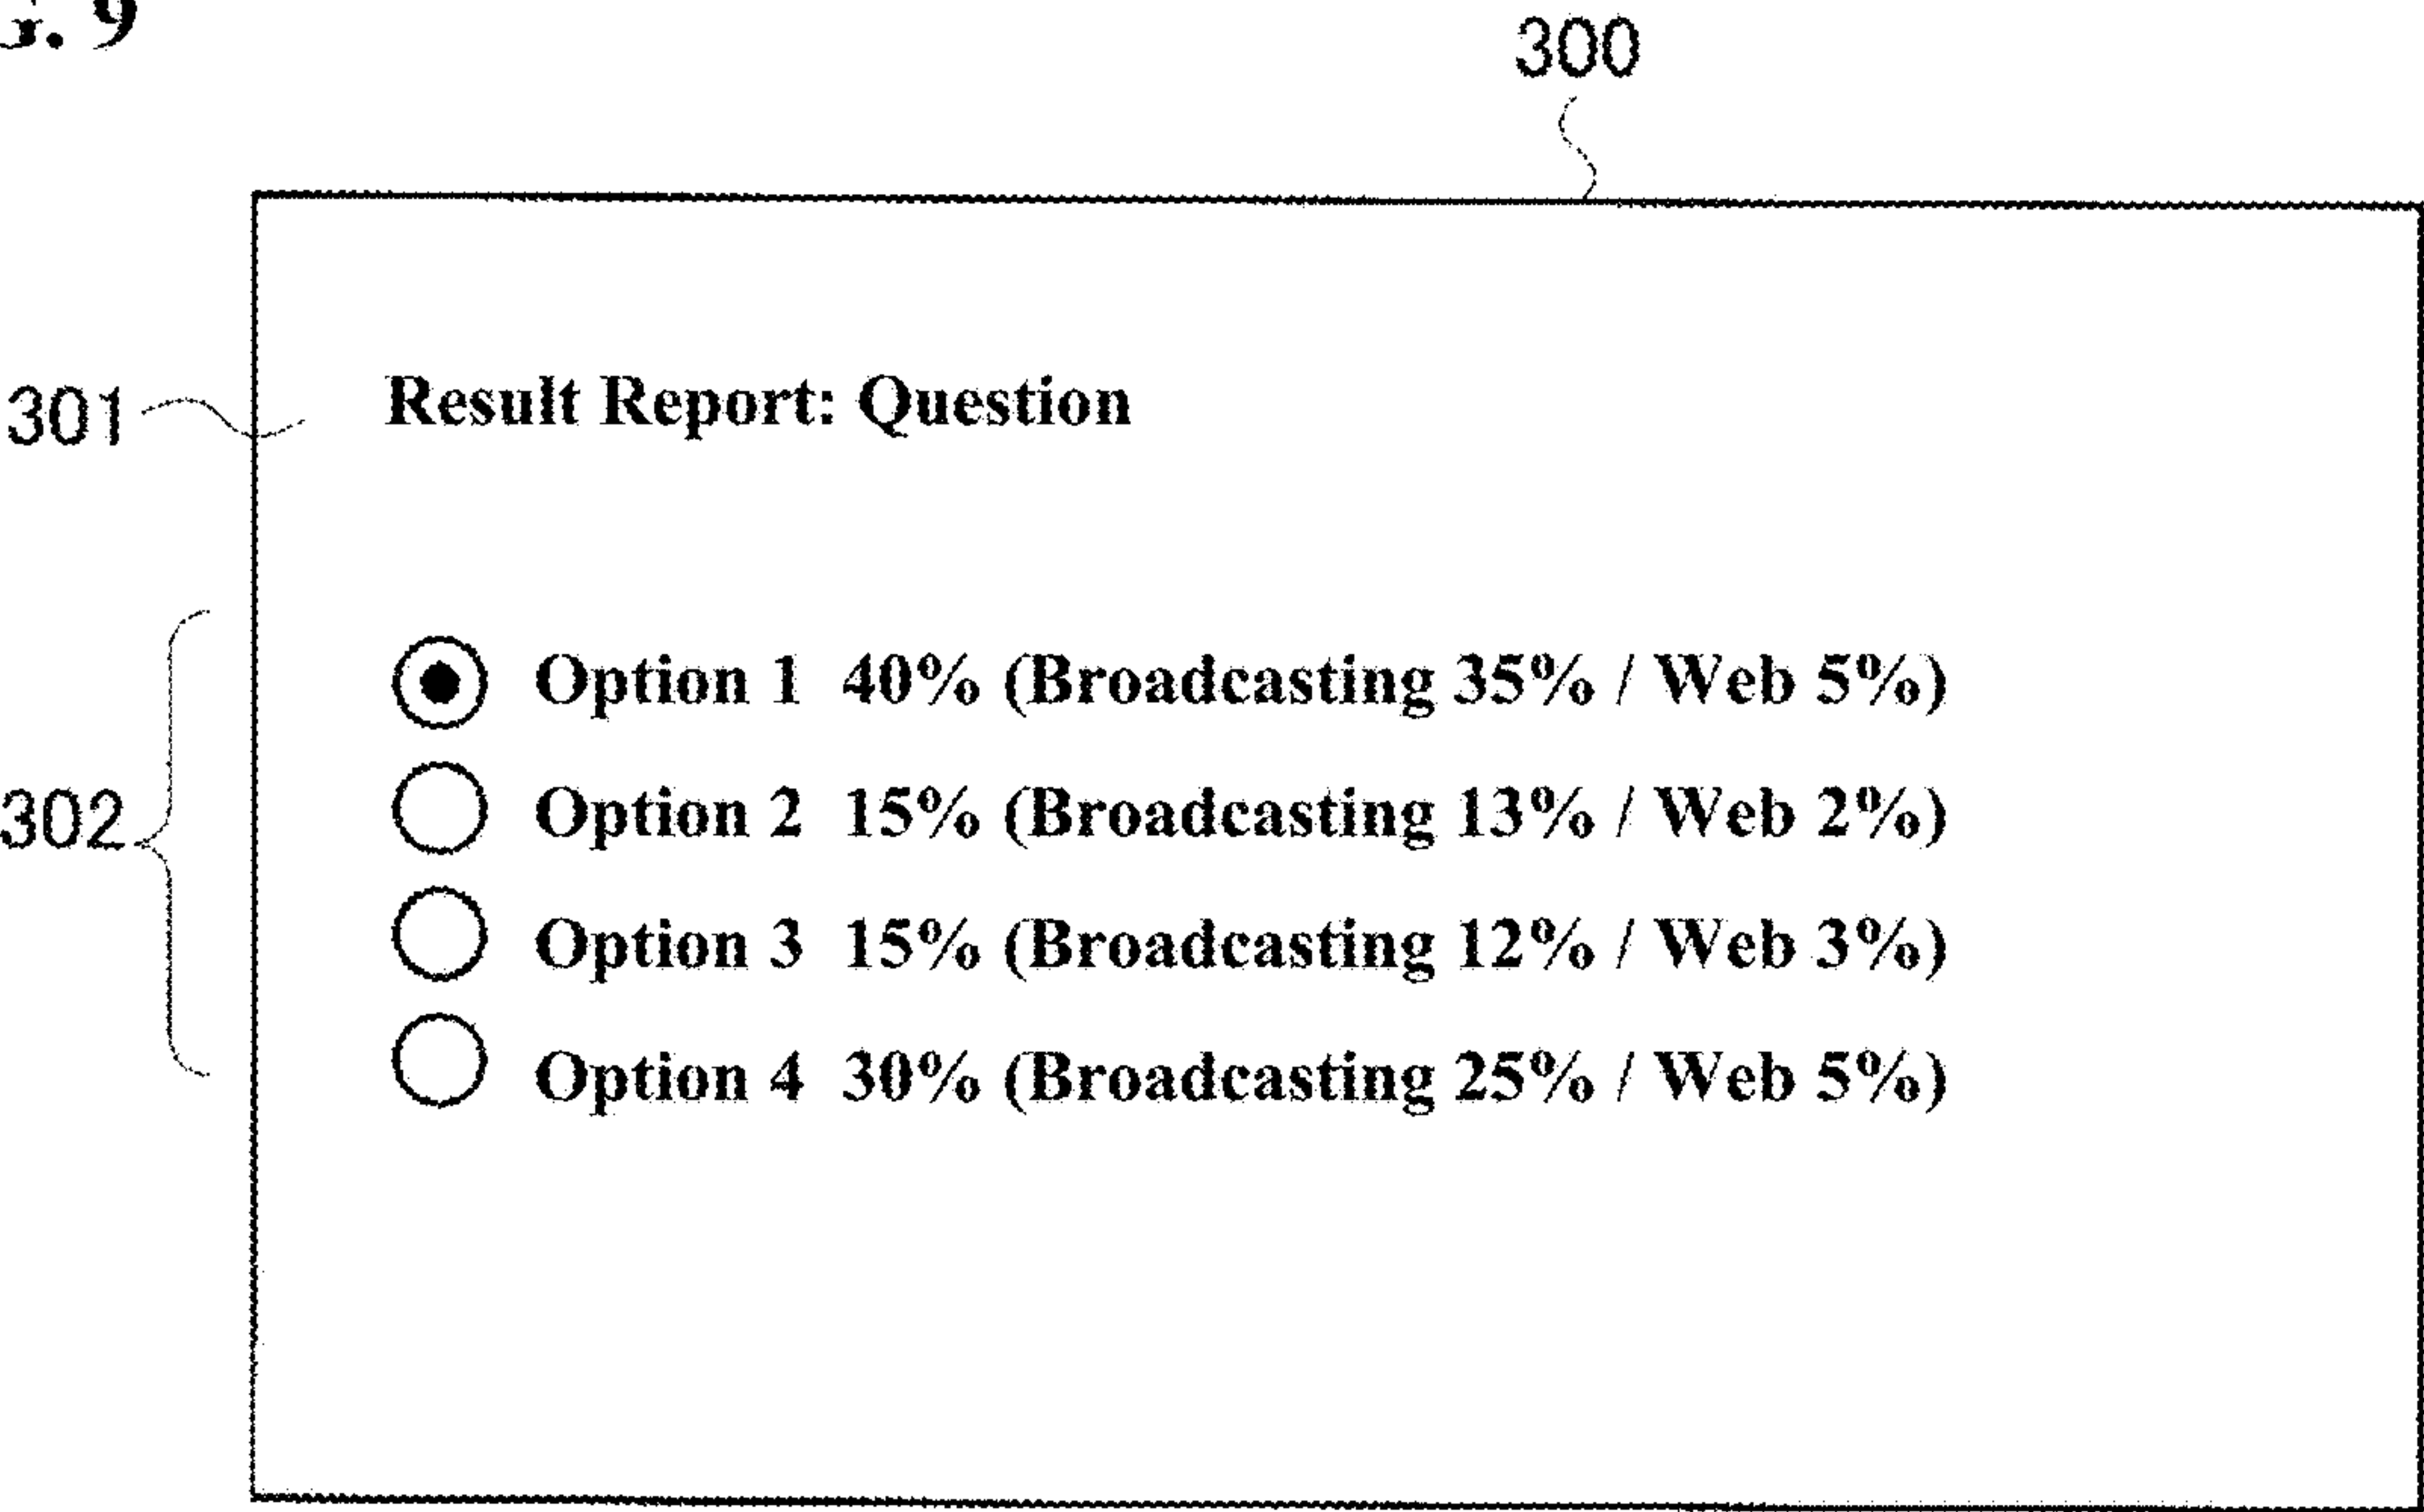 G. 9
300
301
Result Report: Question
302
Option 1 40% (Broadcasting 35% / Web 5%)
Option 2 15% (Broadcasting 13% / Web 2%)
Option 3 15% (Broadcasting 12% / Web 3%)
Option 4 30% (Broadcasting 25% / Web 5%)